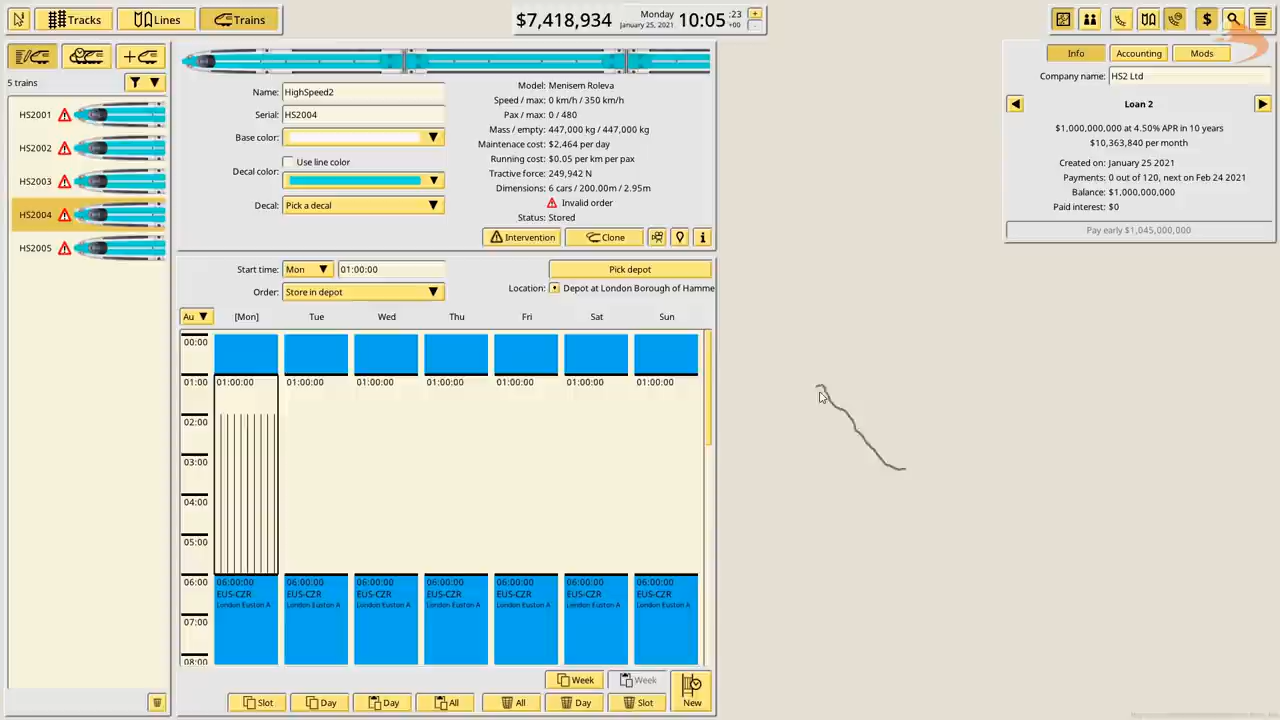 Tracks
Lines
Trains
$7,418,934
Monday
January 25, 2021
10:05
:23
+00
5 trains
HS2001
HS2002
HS2003
HS2004
HS2005
Name:
HighSpeed2
Serial:
HS2004
Base color:
Use line color
Decal color:
Decal:
Pick a decal
Model: Menisem Roleva
Speed / max: 0 km/h / 350 km/h
Pax / max: 0 / 480
Mass / empty: 447,000 kg / 447,000 kg
Maintenace cost: $2,464 per day
Running cost: $0.05 per km per pax
Tractive force: 249,942 N
Dimensions: 6 cars / 200.00m / 2.95m
Invalid order
Status: Stored
Intervention
Clone
Start time:
Mon
01:00:00
Pick depot
Order:
Store in depot
Location:
Depot at London Borough of Hamme
Au
[Mon]
Tue
Wed
Thu
Fri
Sat
Sun
00:00
01:00
01:00:00
01:00:00
01:00:00
01:00:00
01:00:00
01:00:00
01:00:00
02:00
03:00
04:00
05:00
06:00
06:00:00
06:00:00
06:00:00
06:00:00
06:00:00
06:00:00
06:00:00
EUS-CZR
EUS-CZR
EUS-CZR
EUS-CZR
EUS-CZR
EUS-CZR
EUS-CZR
London Euston A
London Euston A
London Euston A
London Euston A
London Euston A
London Euston A
London Euston A
07:00
08:00
Week
Week
Slot
Day
Day
All
All
Day
Slot
New
Info
Accounting
Mods
Company name:
HS2 Ltd
Loan 2
$1,000,000,000 at 4.50% APR in 10 years
$10,363,840 per month
Created on: January 25 2021
Payments: 0 out of 120, next on Feb 24 2021
Balance: $1,000,000,000
Paid interest: $0
Pay early $1,045,000,000